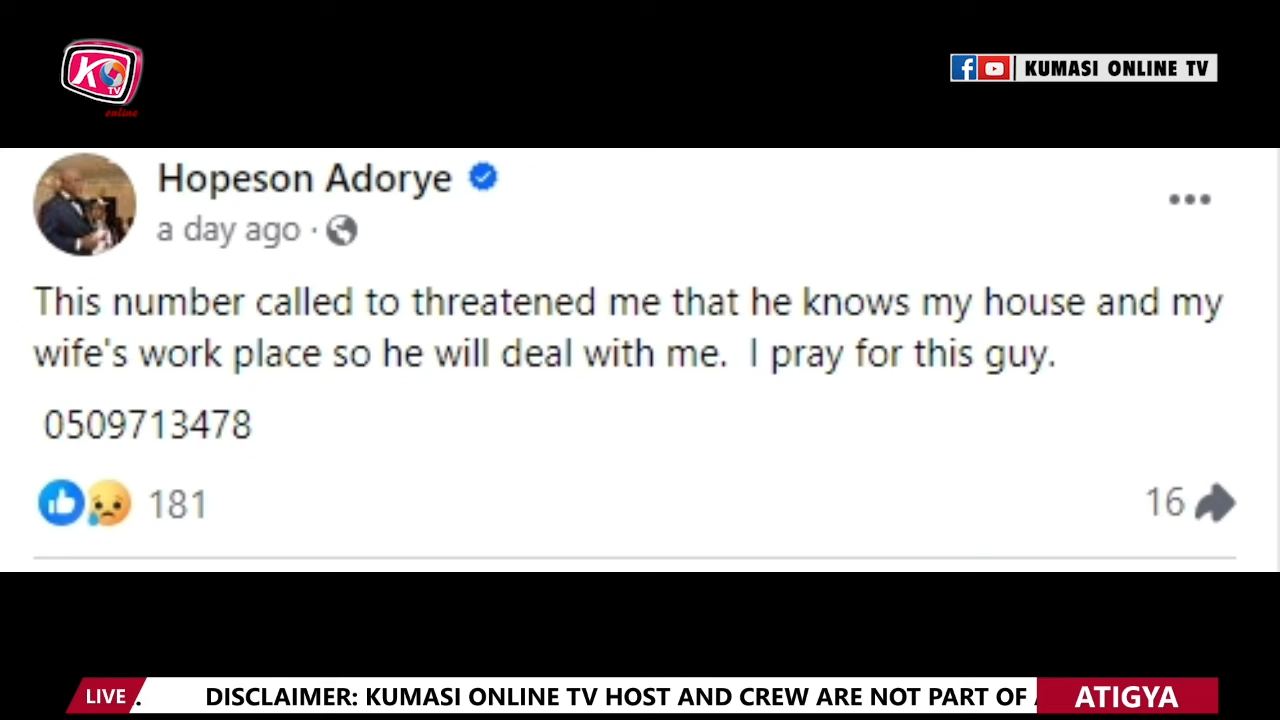 K TV
online
KUMASI ONLINE TV
Hopeson Adorye
a day ago ·
This number called to threatened me that he knows my house and my
wife's work place so he will deal with me. I pray for this guy.
0509713478
181
16
LIVE . DISCLAIMER: KUMASI ONLINE TV HOST AND CREW ARE NOT PART OF
ATIGYA